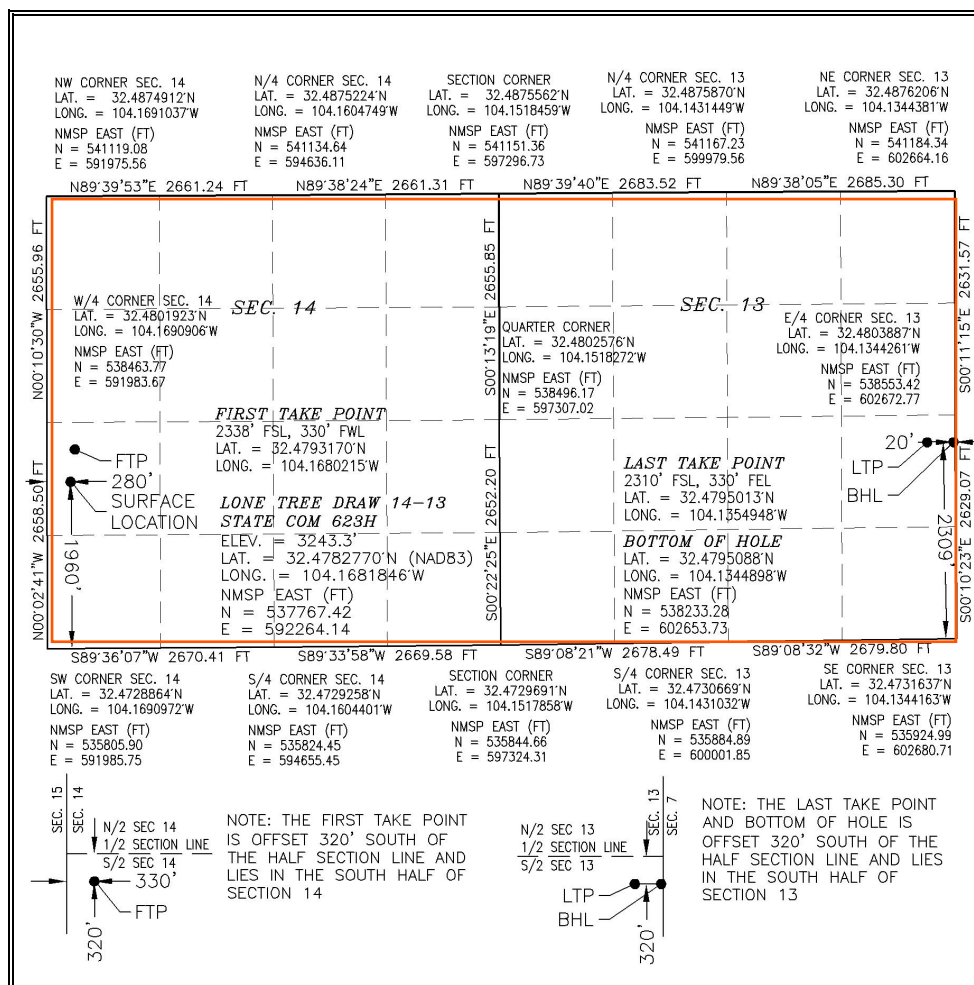 NW CORNER SEC. 14
LAT. = 32.4874912'N
LONG. = 104.1691037'W
NMSP EAST (FT)
N = 541119.08
E = 591975.56
N/4 CORNER SEC. 14
LAT. = 32.4875224'N
LONG. = 104.1604749'W
NMSP EAST (FT)
N = 541134.64
E = 594636.11
SECTION CORNER
LAT. = 32.4875562'N
LONG. = 104.1518459'W
NMSP EAST (FT)
N = 541151.36
E = 597296.73
N/4 CORNER SEC. 13
LAT. = 32.4875870'N
LONG. = 104.1431449'W
NMSP EAST (FT)
N = 541167.23
E = 599979.56
NE CORNER SEC. 13
LAT. = 32.4876206'N
LONG. = 104.1344381'W
NMSP EAST (FT)
N = 541184.34
E = 602664.16
N89°39'53"E 2661.24 FT
N89°38'24"E 2661.31 FT
N89°39'40"E 2683.52 FT
N89°38'05"E 2685.30 FT
N00°10'30"W 2655.96 FT
S00°13'19"E 2655.85 FT
S00°11'15"E 2631.57 FT
W/4 CORNER SEC. 14
LAT. = 32.4801923'N
LONG. = 104.1690906'W
NMSP EAST (FT)
N = 538463.77
E = 591983.67
SEC. 14
SEC. 13
QUARTER CORNER
LAT. = 32.4802576'N
LONG. = 104.1518272'W
NMSP EAST (FT)
N = 538496.17
E = 597307.02
E/4 CORNER SEC. 13
LAT. = 32.4803887'N
LONG. = 104.1344261'W
NMSP EAST (FT)
N = 538553.42
E = 602672.77
FIRST TAKE POINT
2338' FSL, 330' FWL
LAT. = 32.4793170'N
LONG. = 104.1680215'W
FTP
280'
SURFACE
LOCATION
1960'
LONE TREE DRAW 14-13
STATE COM 623H
ELEV. = 3243.3'
LAT. = 32.4782770'N (NAD83)
LONG. = 104.1681846'W
NMSP EAST (FT)
N = 537767.42
E = 592264.14
LAST TAKE POINT
2310' FSL, 330' FEL
LAT. = 32.4795013'N
LONG. = 104.1354948'W
BOTTOM OF HOLE
LAT. = 32.4795088'N
LONG. = 104.1344898'W
NMSP EAST (FT)
N = 538233.28
E = 602653.73
20'
LTP
BHL
2309'
N00°02'41"W 2658.50 FT
S00°22'25"E 2652.20 FT
S00°10'23"E 2629.07 FT
S89°36'07"W 2670.41 FT
S89°33'58"W 2669.58 FT
S89°08'21"W 2678.49 FT
S89°08'32"W 2679.80 FT
SW CORNER SEC. 14
LAT. = 32.4728864'N
LONG. = 104.1690972'W
NMSP EAST (FT)
N = 535805.90
E = 591985.75
S/4 CORNER SEC. 14
LAT. = 32.4729258'N
LONG. = 104.1604401'W
NMSP EAST (FT)
N = 535824.45
E = 594655.45
SECTION CORNER
LAT. = 32.4729691'N
LONG. = 104.1517858'W
NMSP EAST (FT)
N = 535844.66
E = 597324.31
S/4 CORNER SEC. 13
LAT. = 32.4730669'N
LONG. = 104.1431032'W
NMSP EAST (FT)
N = 535884.89
E = 600001.85
SE CORNER SEC. 13
LAT. = 32.4731637'N
LONG. = 104.1344163'W
NMSP EAST (FT)
N = 535924.99
E = 602680.71
SEC. 15
SEC. 14
N/2 SEC 14
1/2 SECTION LINE
S/2 SEC 14
330'
FTP
320'
NOTE: THE FIRST TAKE POINT
IS OFFSET 320' SOUTH OF
THE HALF SECTION LINE AND
LIES IN THE SOUTH HALF OF
SECTION 14
N/2 SEC 13
1/2 SECTION LINE
S/2 SEC 13
SEC. 13
SEC. 7
LTP
BHL
320'
NOTE: THE LAST TAKE POINT
AND BOTTOM OF HOLE IS
OFFSET 320' SOUTH OF THE
HALF SECTION LINE AND LIES
IN THE SOUTH HALF OF
SECTION 13